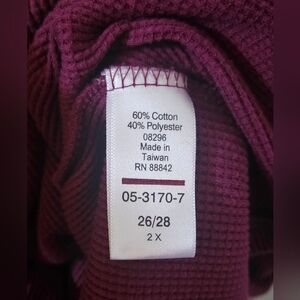 60% Cotton
40% Polyester
08296
Made in
Taiwan
RN 88842
05-3170-7
26/28
2 X